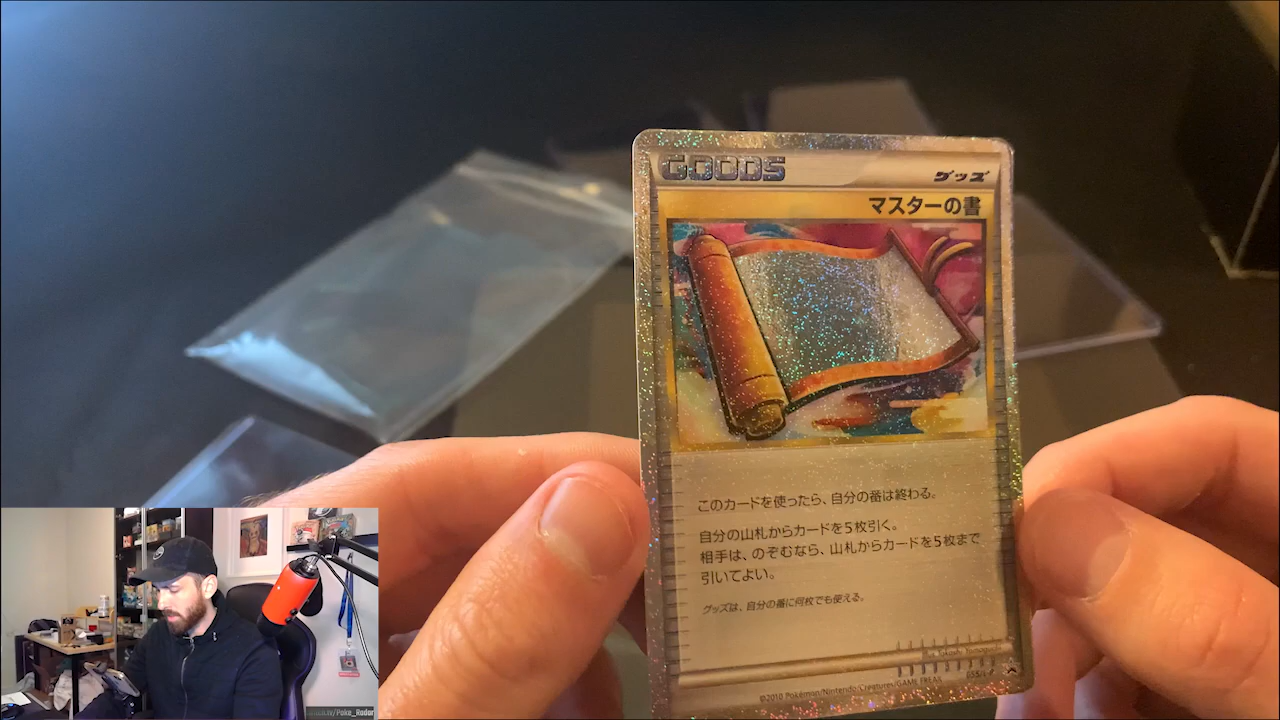 GOODS
グッズ
マスターの書
このカードを使ったら、自分の番は終わる。
自分の山札からカードを5枚引く。
相手は、のぞむなら、山札からカードを5枚まで
引いてよい。
グッズは、自分の番に何枚でも使える。
Takashi Yamaguchi
©2010 Pokémon/Nintendo/Creatures/GAME FREAK
.tv/Poke_Radar